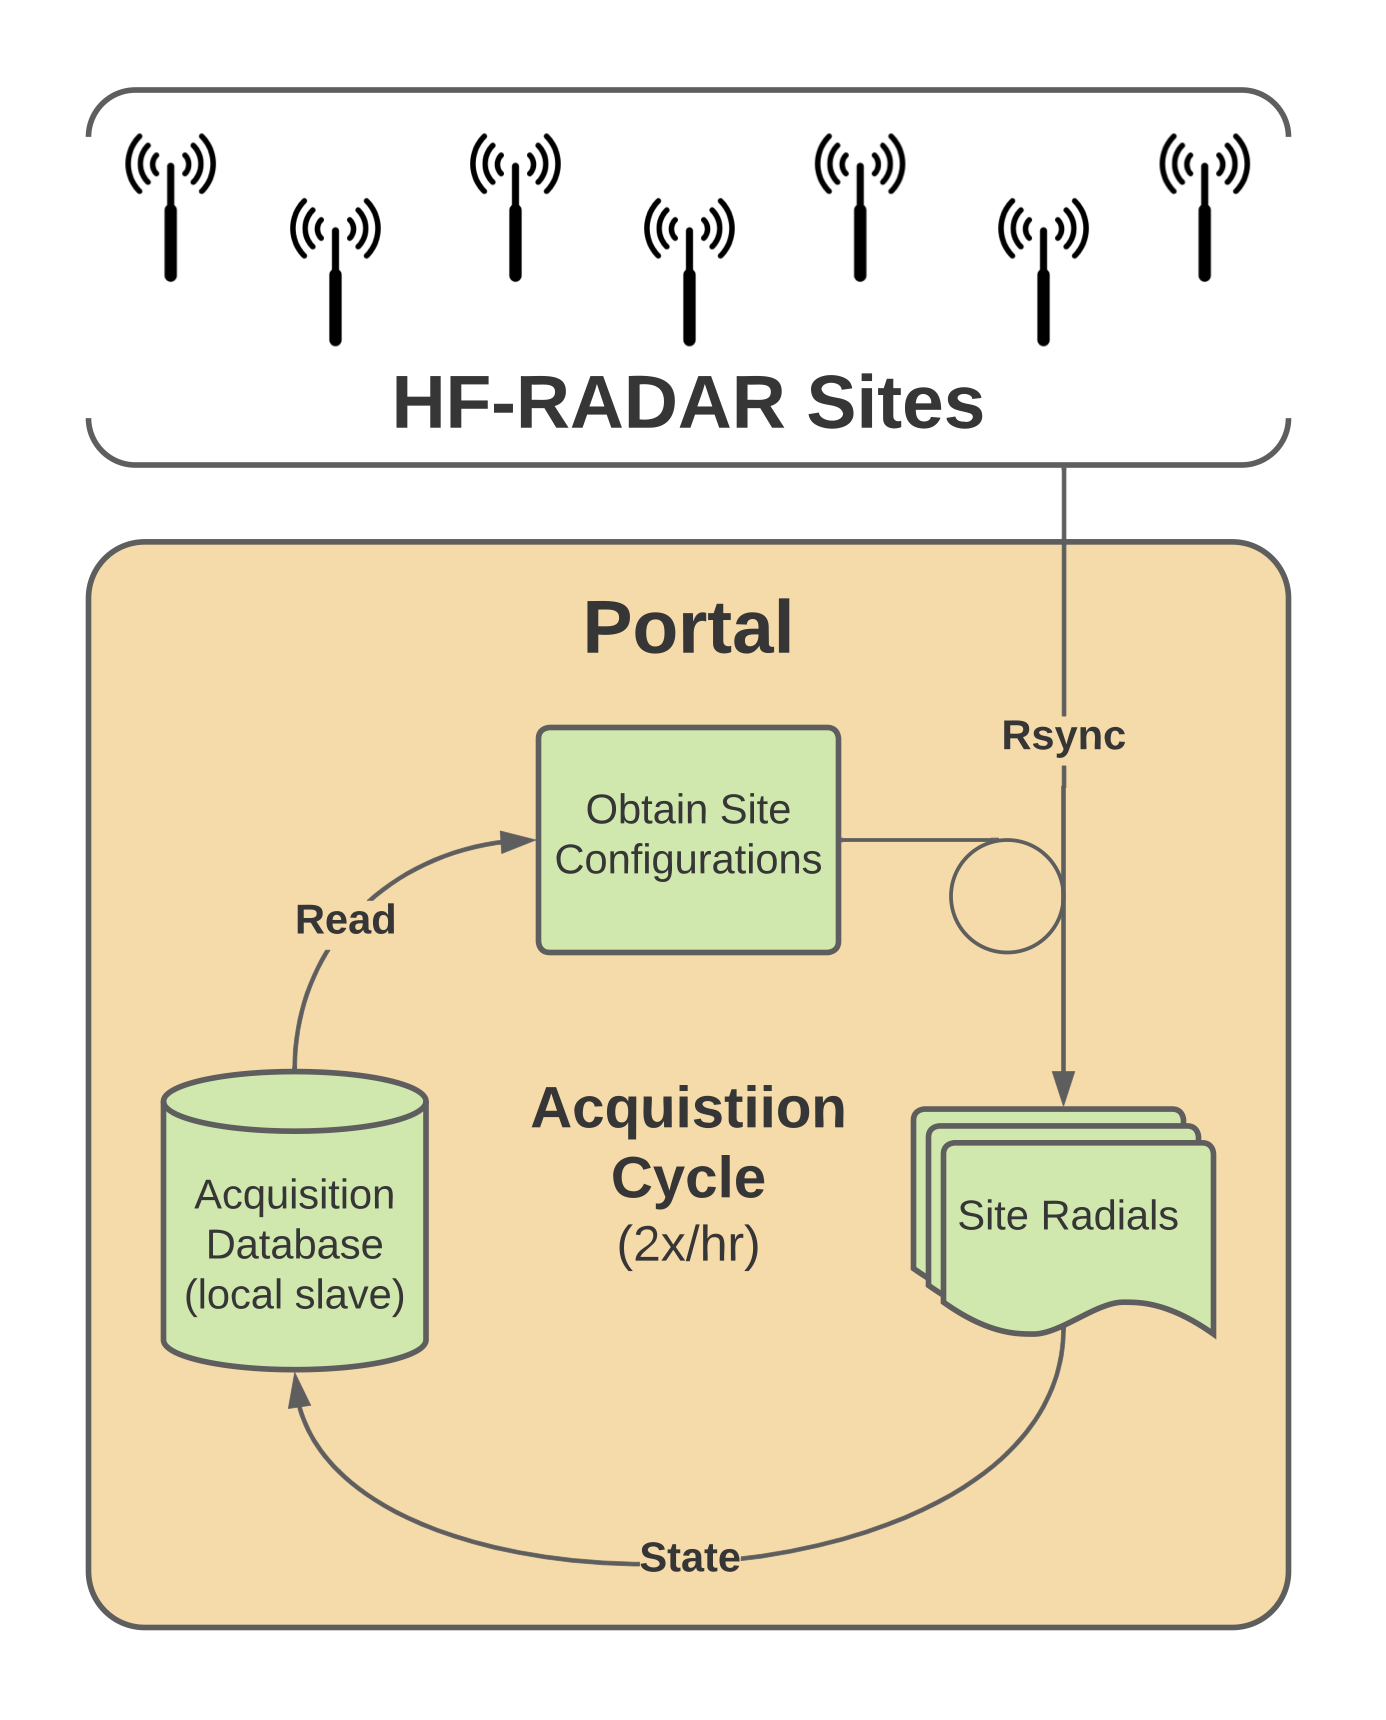 HF-RADAR Sites
Portal
Rsync
Obtain Site
Configurations
Read
Acquistiion
Cycle
(2x/hr)
Acquisition
Database
(local slave)
Site Radials
State